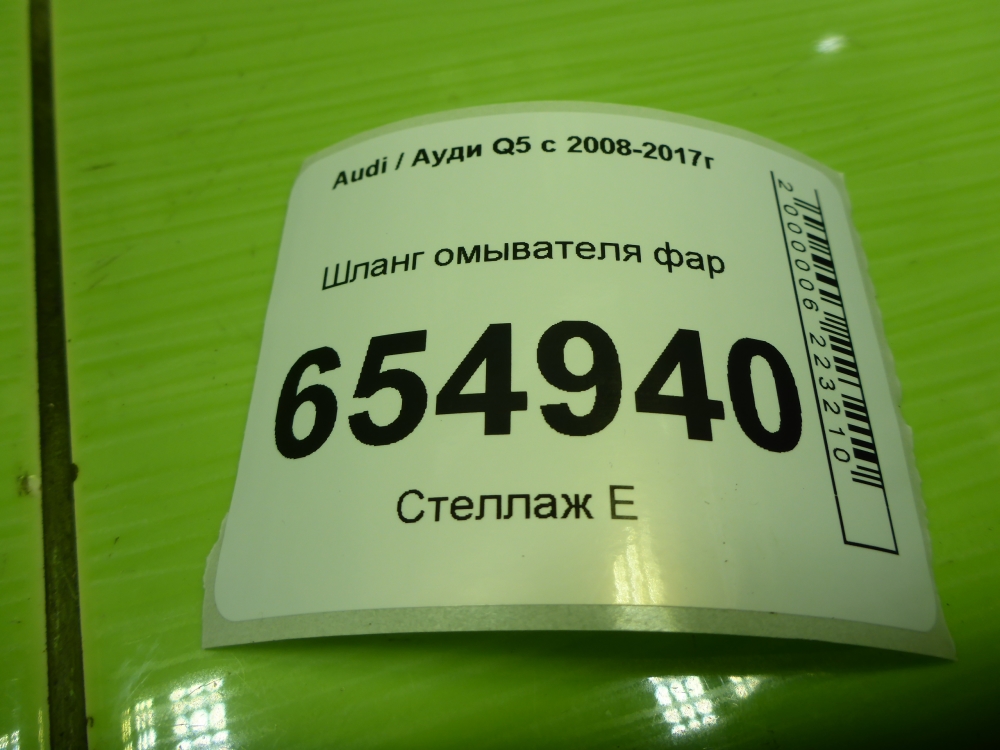 Audi / Ауди Q5 с 2008-2017г
Шланг омывателя фар
654940
Стеллаж Е
2000006223210